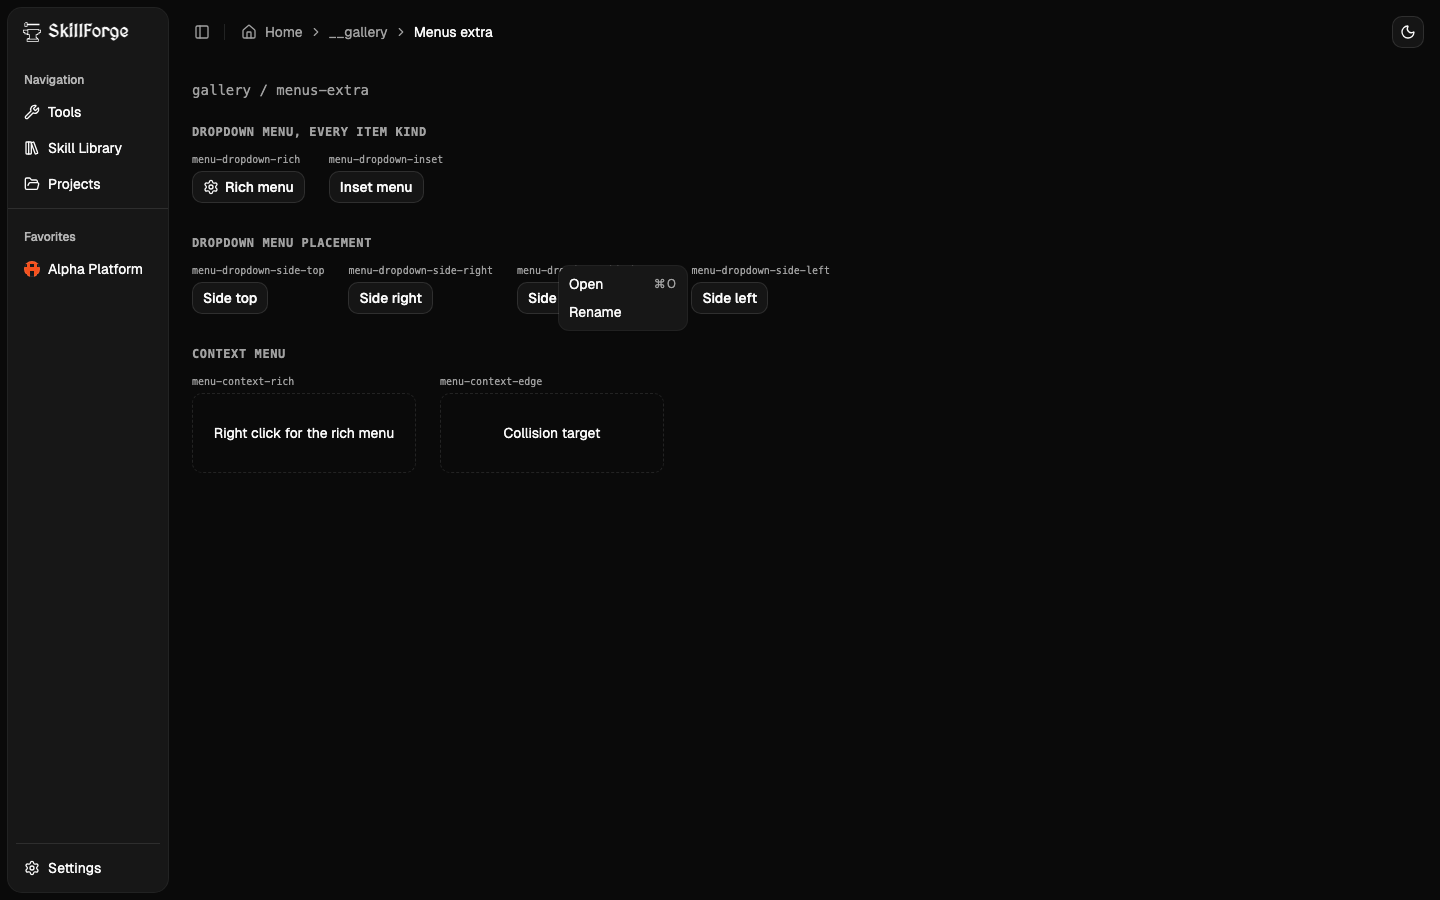 SkillForge
Home > __gallery > Menus extra
Navigation
Tools
Skill Library
Projects
Favorites
Alpha Platform
Settings
gallery / menus-extra
DROPDOWN MENU, EVERY ITEM KIND
menu-dropdown-rich menu-dropdown-inset
Rich menu Inset menu
DROPDOWN MENU PLACEMENT
menu-dropdown-side-top menu-dropdown-side-right menu-dropdown-side-left
Side top Side right Side Side left
Open ⌘O
Rename
CONTEXT MENU
menu-context-rich menu-context-edge
Right click for the rich menu Collision target